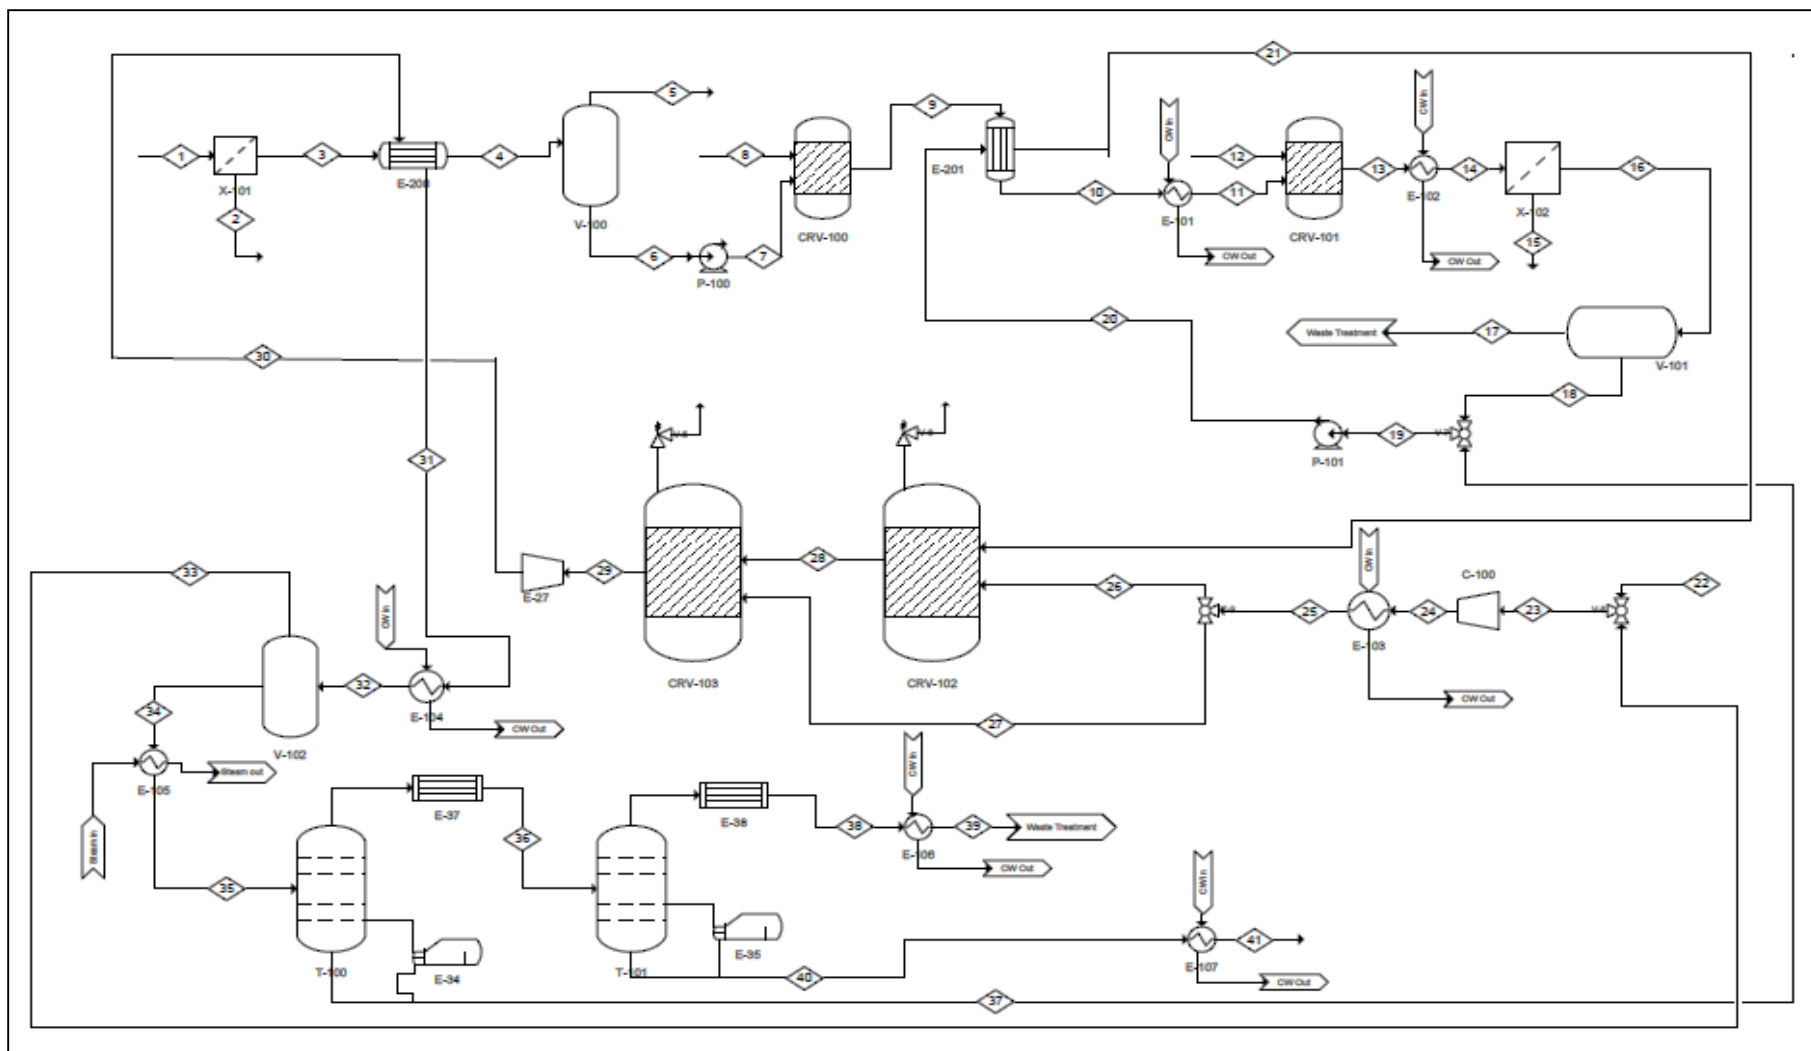 21
5
9
CW In
CW In
1
3
4
8
12
13
14
16
E-200
E-201
X-101
10
11
E-102
2
V-100
E-101
X-102
CRV-100
CRV-101
15
6
7
CW Out
CW Out
P-100
20
Waste Treatment
17
30
V-101
18
19
31
P-101
CW In
28
29
33
C-100
26
22
E-27
CW In
25
24
23
E-103
CRV-103
CRV-102
32
34
E-104
CW Out
27
CW Out
V-102
CW In
Steam out
E-105
E-37
E-38
Steam In
36
38
39
Waste Treatment
E-106
CW Out
CW In
35
41
E-35
T-100
E-34
T-101
40
E-107
CW Out
37